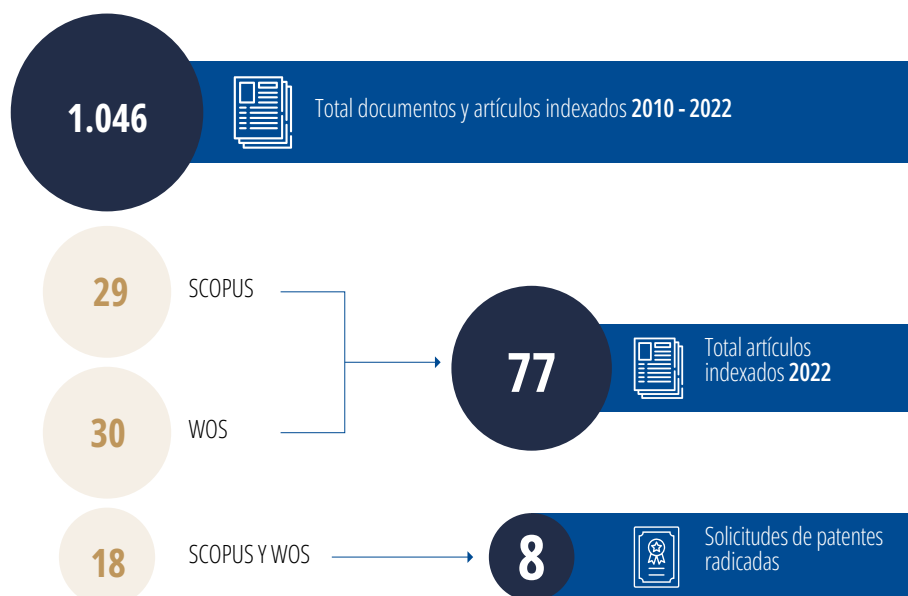 1.046
Total documentos y artículos indexados 2010 - 2022
29
SCOPUS
30
WOS
77
Total artículos
indexados 2022
18
SCOPUS Y WOS
8
Solicitudes de patentes
radicadas